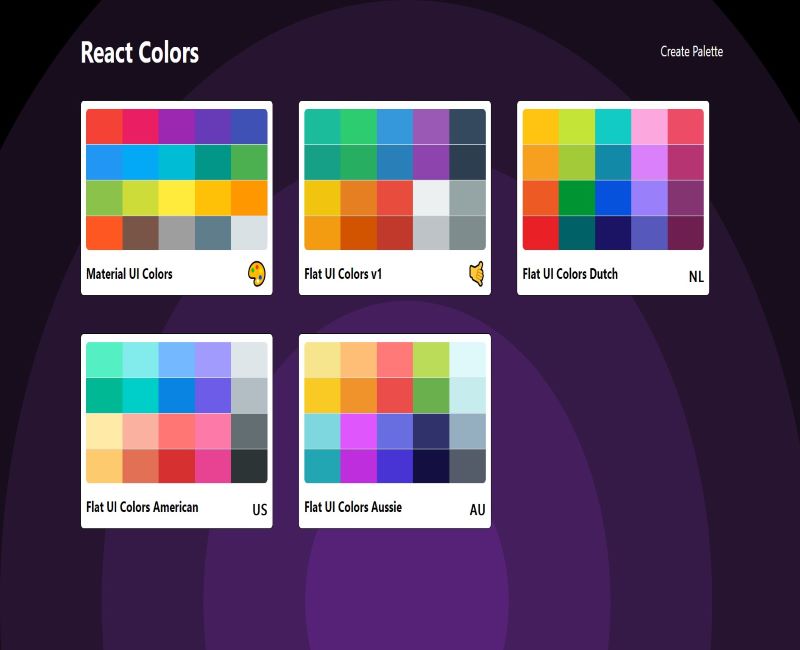 React Colors
Create Palette
Material UI Colors
Flat UI Colors v1
Flat UI Colors Dutch
NL
Flat UI Colors American
US
Flat UI Colors Aussie
AU